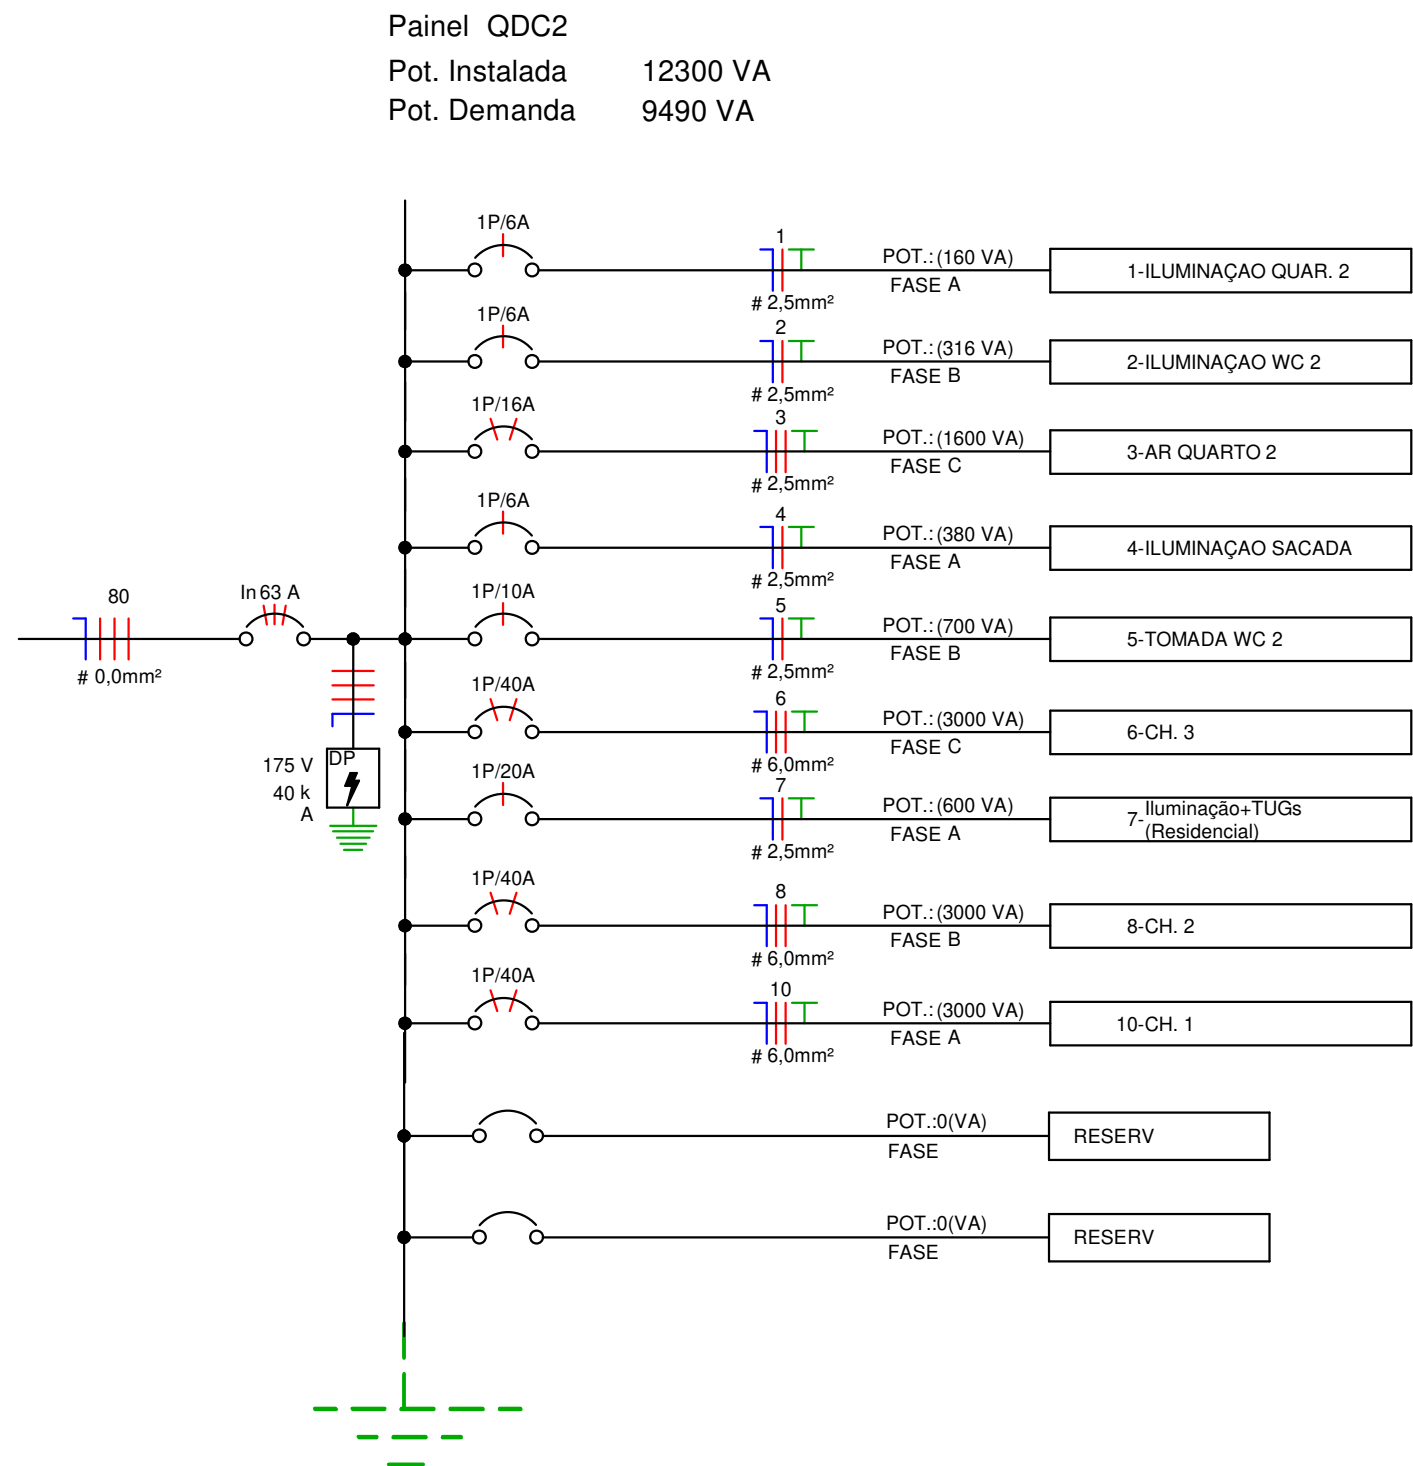 Painel QDC2
Pot. Instalada 12300 VA
Pot. Demanda 9490 VA
1P/6A
1
# 2,5mm²
POT.:(160 VA)
FASE A
1-ILUMINAÇAO QUAR. 2
1P/6A
2
# 2,5mm²
POT.:(316 VA)
FASE B
2-ILUMINAÇAO WC 2
1P/16A
3
# 2,5mm²
POT.:(1600 VA)
FASE C
3-AR QUARTO 2
1P/6A
4
# 2,5mm²
POT.:(380 VA)
FASE A
4-ILUMINAÇAO SACADA
80
# 0,0mm²
In 63 A
1P/10A
5
# 2,5mm²
POT.:(700 VA)
FASE B
5-TOMADA WC 2
175 V
40 k
A
DP
1P/40A
6
# 6,0mm²
POT.:(3000 VA)
FASE C
6-CH. 3
1P/20A
7
# 2,5mm²
POT.:(600 VA)
FASE A
7-Iluminação+TUGs
(Residencial)
1P/40A
8
# 6,0mm²
POT.:(3000 VA)
FASE B
8-CH. 2
1P/40A
10
# 6,0mm²
POT.:(3000 VA)
FASE A
10-CH. 1
POT.:0(VA)
FASE
RESERV
POT.:0(VA)
FASE
RESERV